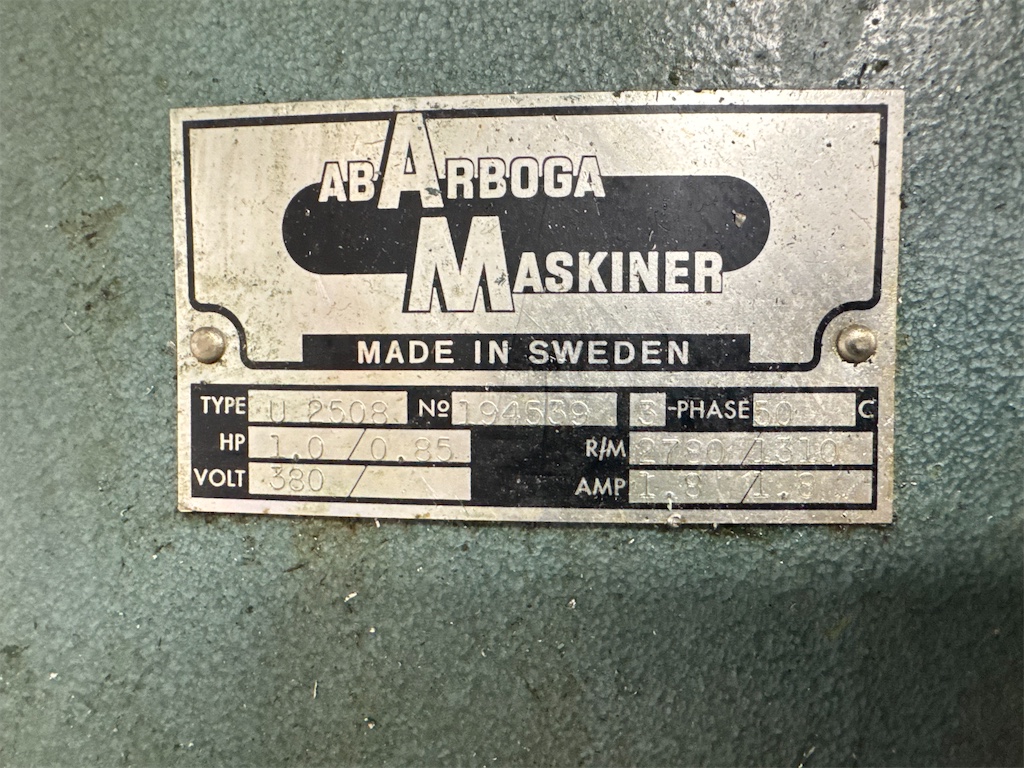 AB ARBOGA
MASKINER
MADE IN SWEDEN
TYPE U 2508 No 194539 3-PHASE 50 C
HP 1.0 / 0.85 R/M 2780/1310
VOLT 380 / AMP 1.8 / 1.8